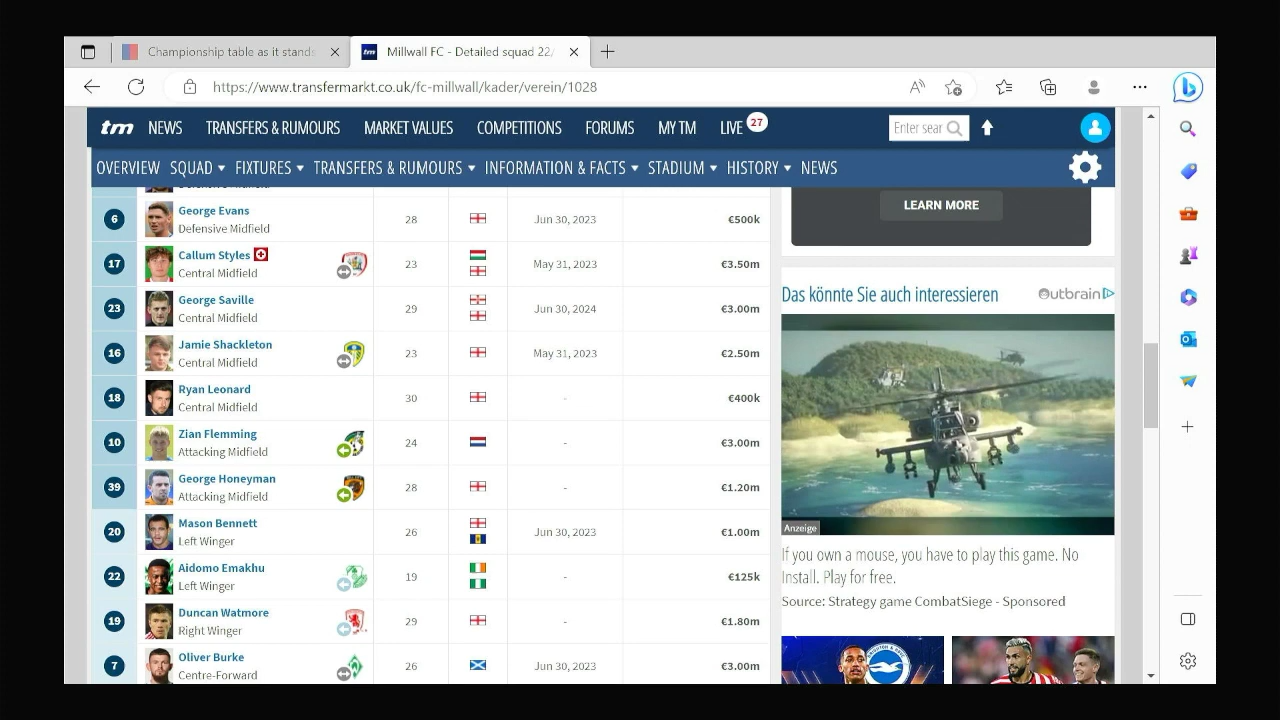 Championship table as it stands
Millwall FC - Detailed squad 22/
https://www.transfermarkt.co.uk/fc-millwall/kader/verein/1028
tm NEWS TRANSFERS & RUMOURS MARKET VALUES COMPETITIONS FORUMS MY TM LIVE 27 Enter sear
OVERVIEW SQUAD FIXTURES TRANSFERS & RUMOURS INFORMATION & FACTS STADIUM HISTORY NEWS
6 George Evans 28 Jun 30, 2023 €500k
Defensive Midfield
17 Callum Styles 23 May 31, 2023 €3.50m
Central Midfield
23 George Saville 29 Jun 30, 2024 €3.00m
Central Midfield
16 Jamie Shackleton 23 May 31, 2023 €2.50m
Central Midfield
18 Ryan Leonard 30 - €400k
Central Midfield
10 Zian Flemming 24 - €3.00m
Attacking Midfield
39 George Honeyman 28 - €1.20m
Attacking Midfield
20 Mason Bennett 26 Jun 30, 2023 €1.00m
Left Winger
22 Aidomo Emakhu 19 - €125k
Left Winger
19 Duncan Watmore 29 - €1.80m
Right Winger
7 Oliver Burke 26 Jun 30, 2023 €3.00m
Centre-Forward
LEARN MORE
Das könnte Sie auch interessieren
Outbrain
Anzeige
If you own a mouse, you have to play this game. No
Install. Play for free.
Source: Strategy game CombatSiege - Sponsored